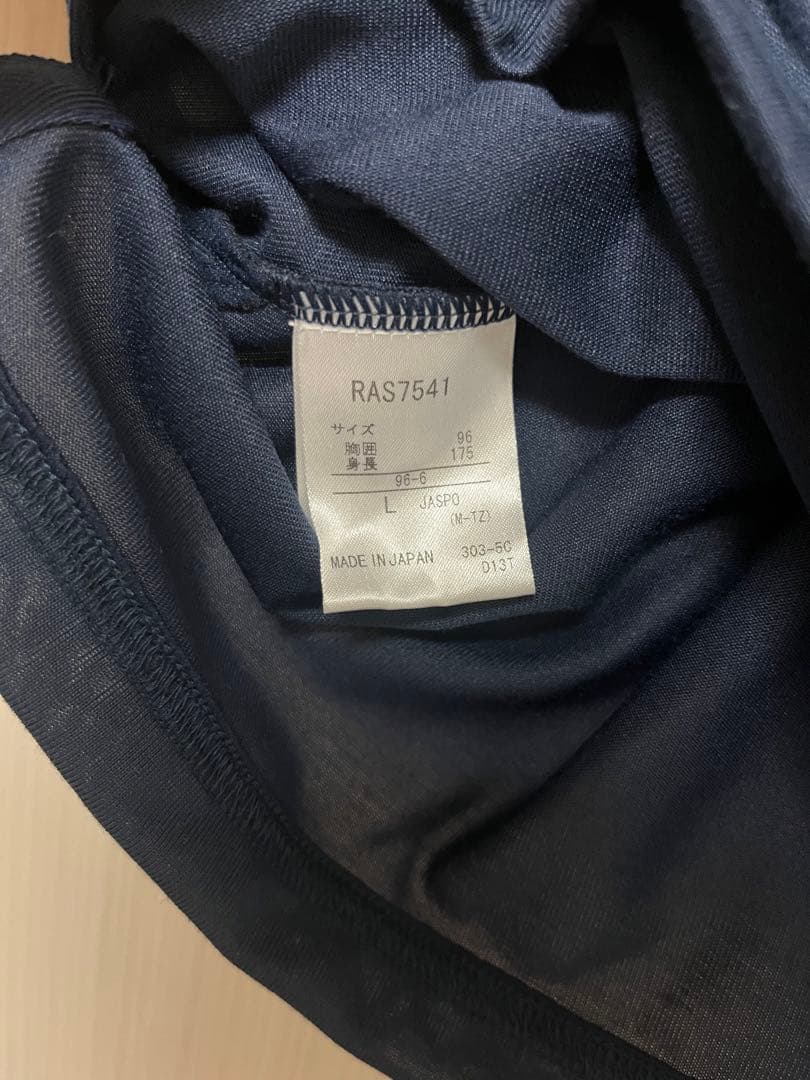 RAS7541
サイズ
胸囲 96
身長 175
96-6
L JASPO
(M-TZ)
MADE IN JAPAN 303-5C
D13T